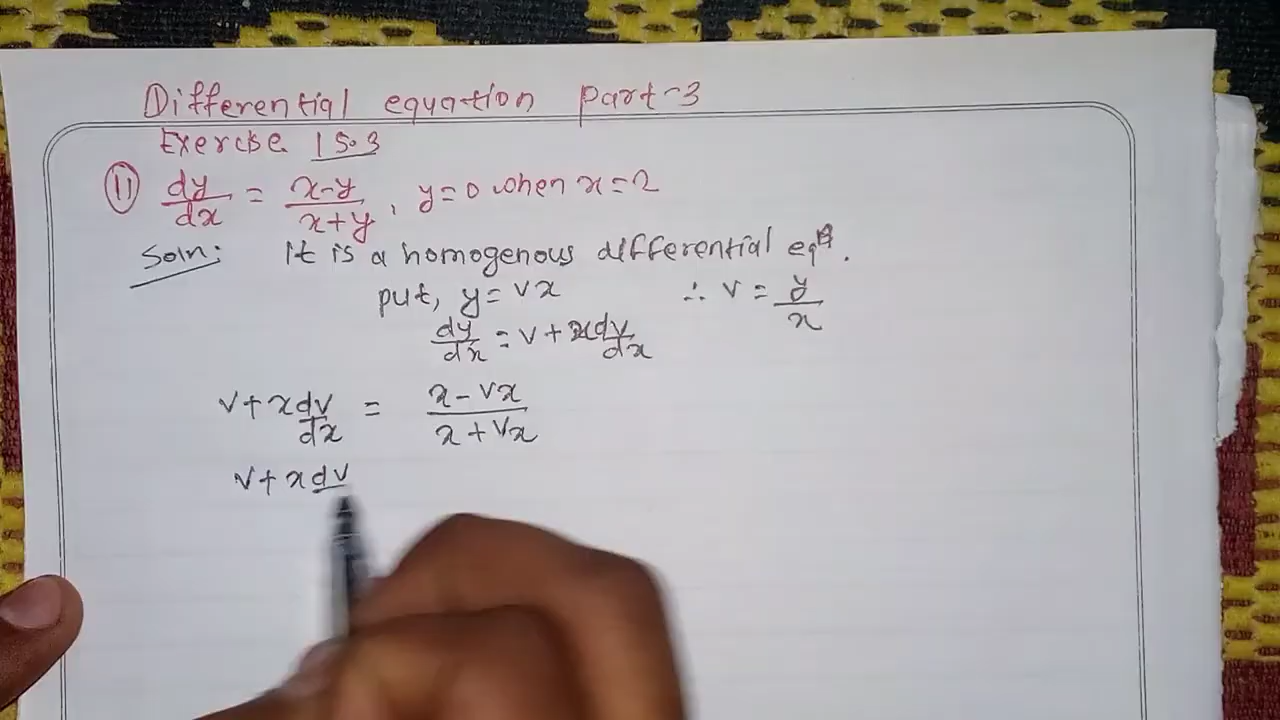 Differential equation part-3
Exercise 15.3
11) dy/dx = x-y/x+y, y=0 when x=2
Soln: It is a homogenous differential eqn.
put, y = vx ∴ v = y/x
dy/dx = v + x dv/dx
v + x dv/dx = x - vx/x + vx
v + x dv